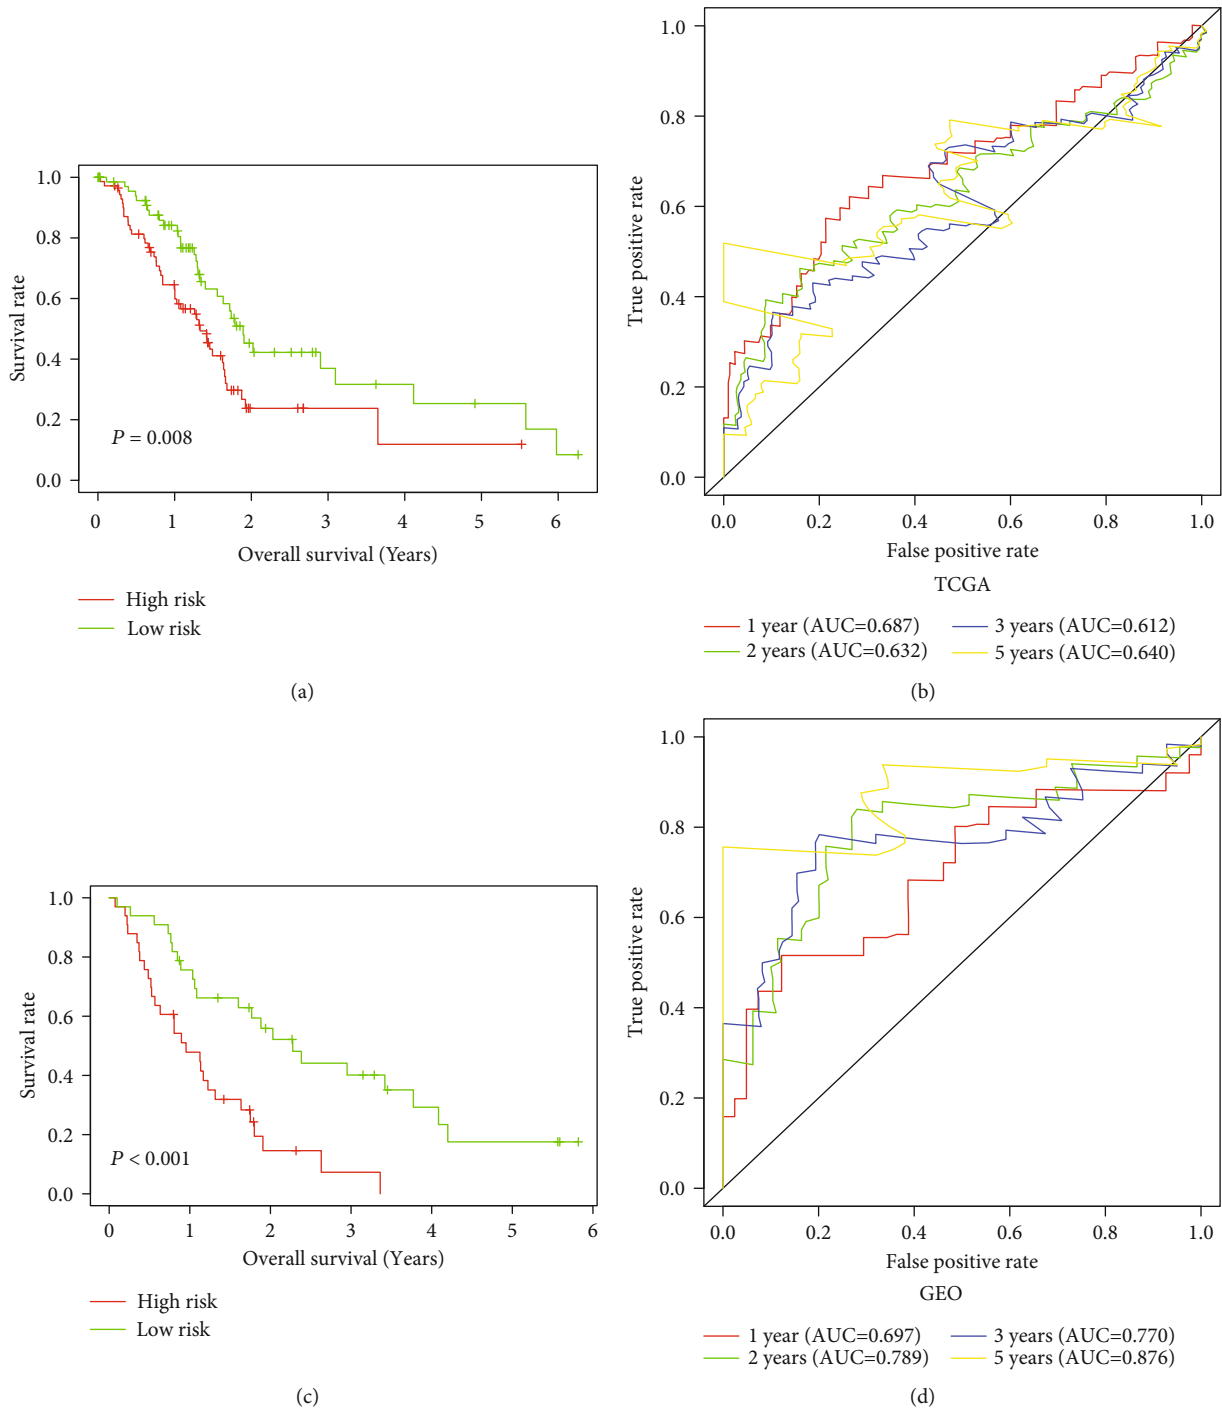 1.0
0.8
0.6
0.4
0.2
0.0
Survival rate
P = 0.008
0 1 2 3 4 5 6
Overall survival (Years)
High risk
Low risk
(a)
1.0
0.8
0.6
0.4
0.2
0.0
True positive rate
0.0 0.2 0.4 0.6 0.8 1.0
False positive rate
TCGA
1 year (AUC=0.687) 3 years (AUC=0.612)
2 years (AUC=0.632) 5 years (AUC=0.640)
(b)
1.0
0.8
0.6
0.4
0.2
0.0
Survival rate
P < 0.001
0 1 2 3 4 5 6
Overall survival (Years)
High risk
Low risk
(c)
1.0
0.8
0.6
0.4
0.2
0.0
True positive rate
0.0 0.2 0.4 0.6 0.8 1.0
False positive rate
GEO
1 year (AUC=0.697) 3 years (AUC=0.770)
2 years (AUC=0.789) 5 years (AUC=0.876)
(d)